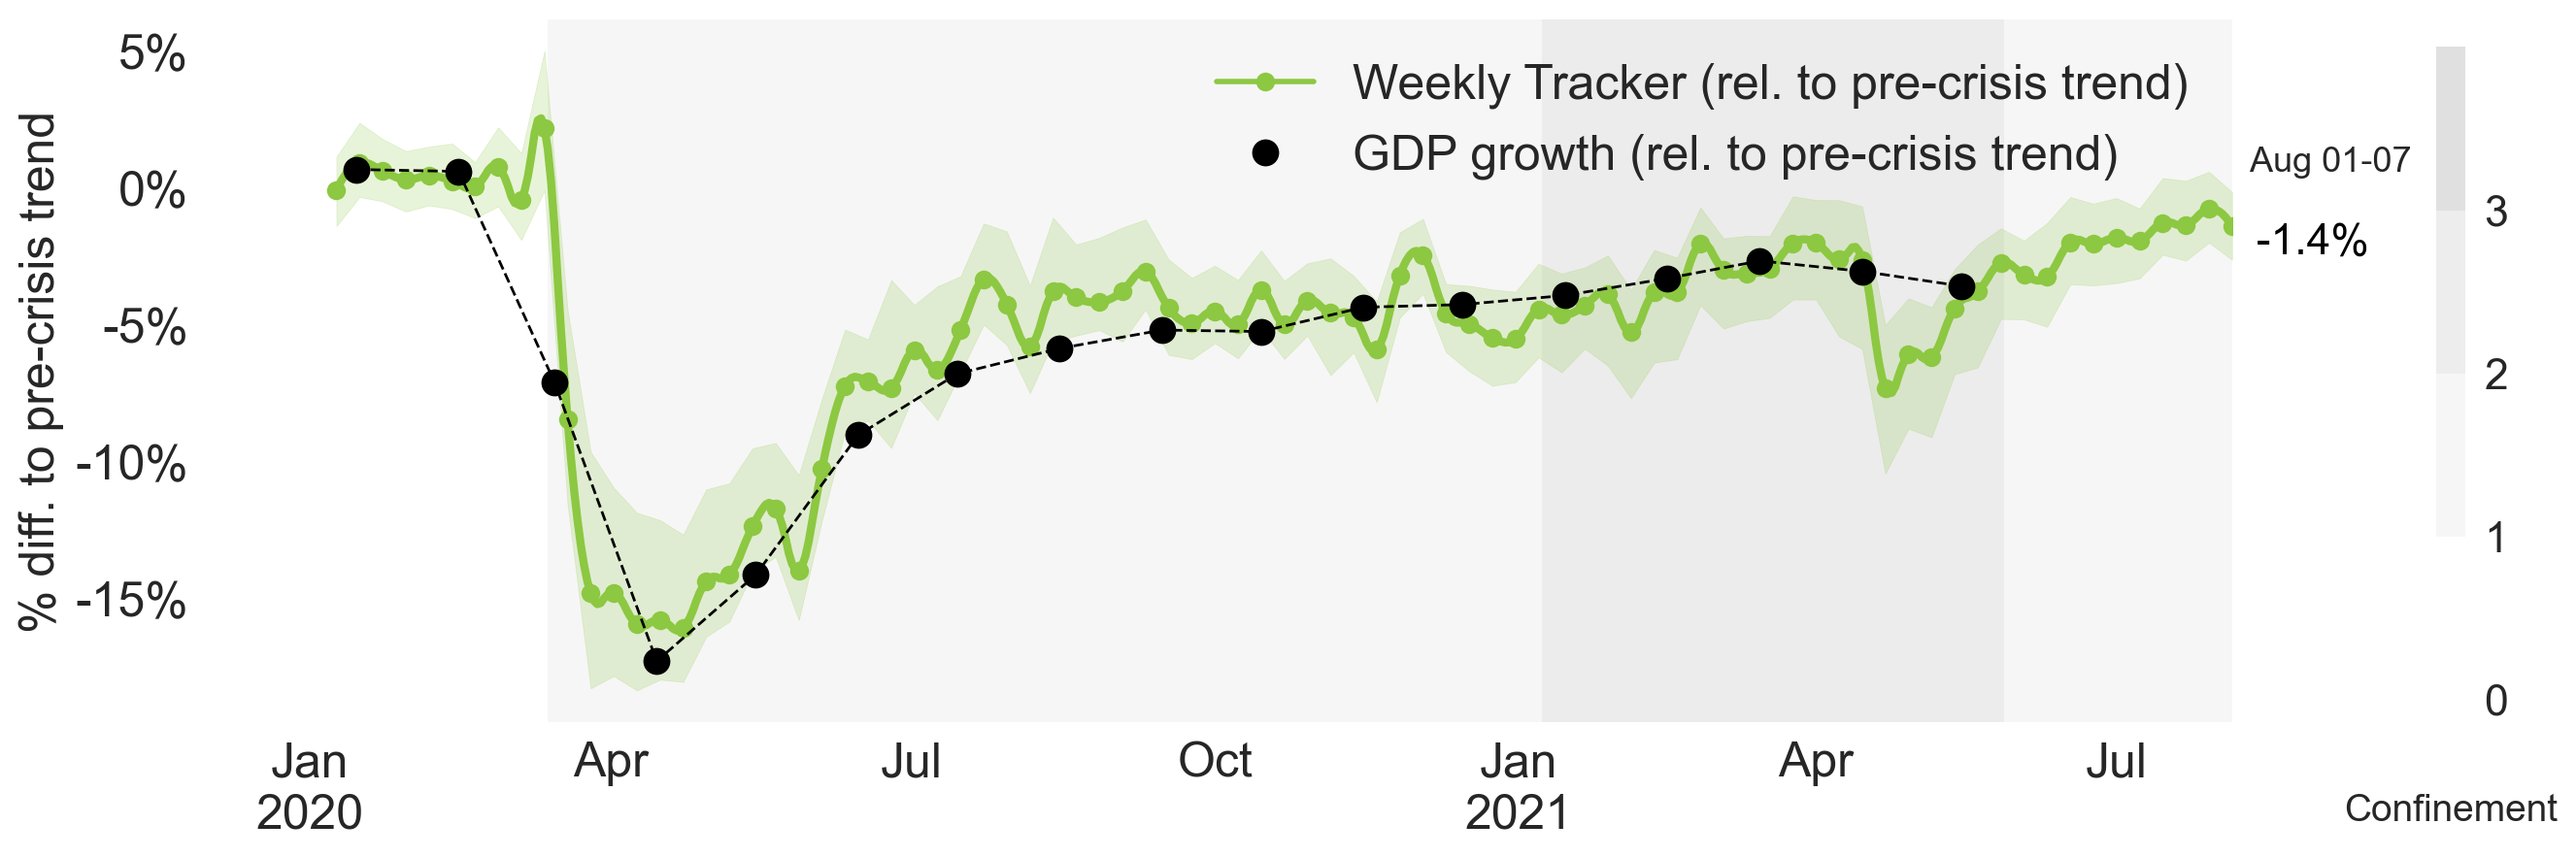 % diff. to pre-crisis trend
5%
0%
-5%
-10%
-15%
Weekly Tracker (rel. to pre-crisis trend)
GDP growth (rel. to pre-crisis trend)
Aug 01-07
-1.4%
3
2
1
0
Jan Apr Jul Oct Jan Apr Jul
2020 2021
Confinement